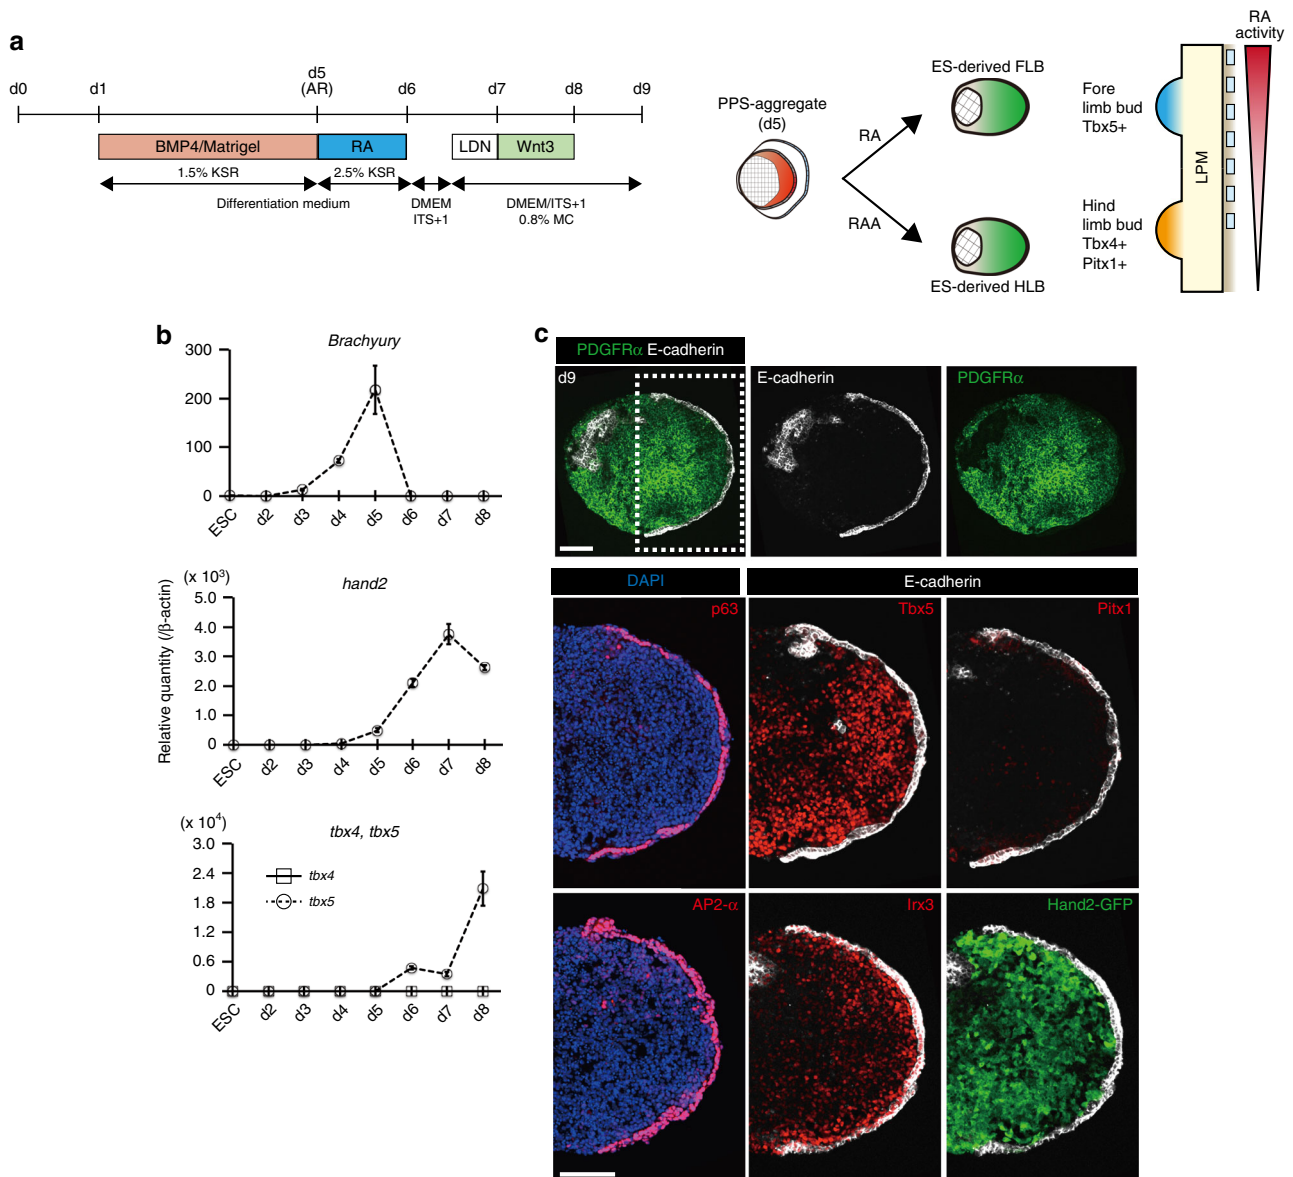 a
d0
d1
d5
(AR)
d6
d7
d8
d9
BMP4/Matrigel
RA
LDN
Wnt3
1.5% KSR
2.5% KSR
Differentiation medium
DMEM
ITS+1
DMEM/ITS+1
0.8% MC
PPS-aggregate
(d5)
RA
RAA
ES-derived FLB
ES-derived HLB
Fore
limb bud
Tbx5+
Hind
limb bud
Tbx4+
Pitx1+
LPM
RA
activity
b
Relative quantity (/β-actin)
Brachyury
300
200
100
0
ESC
d2
d3
d4
d5
d6
d7
d8
(x 10³)
hand2
5.0
4.0
3.0
2.0
1.0
0
ESC
d2
d3
d4
d5
d6
d7
d8
(x 10⁴)
tbx4, tbx5
3.0
2.4
1.8
1.2
0.6
0
tbx4
tbx5
ESC
d2
d3
d4
d5
d6
d7
d8
c
PDGFRα E-cadherin
d9
E-cadherin
PDGFRα
DAPI
E-cadherin
p63
Tbx5
Pitx1
AP2-α
Irx3
Hand2-GFP